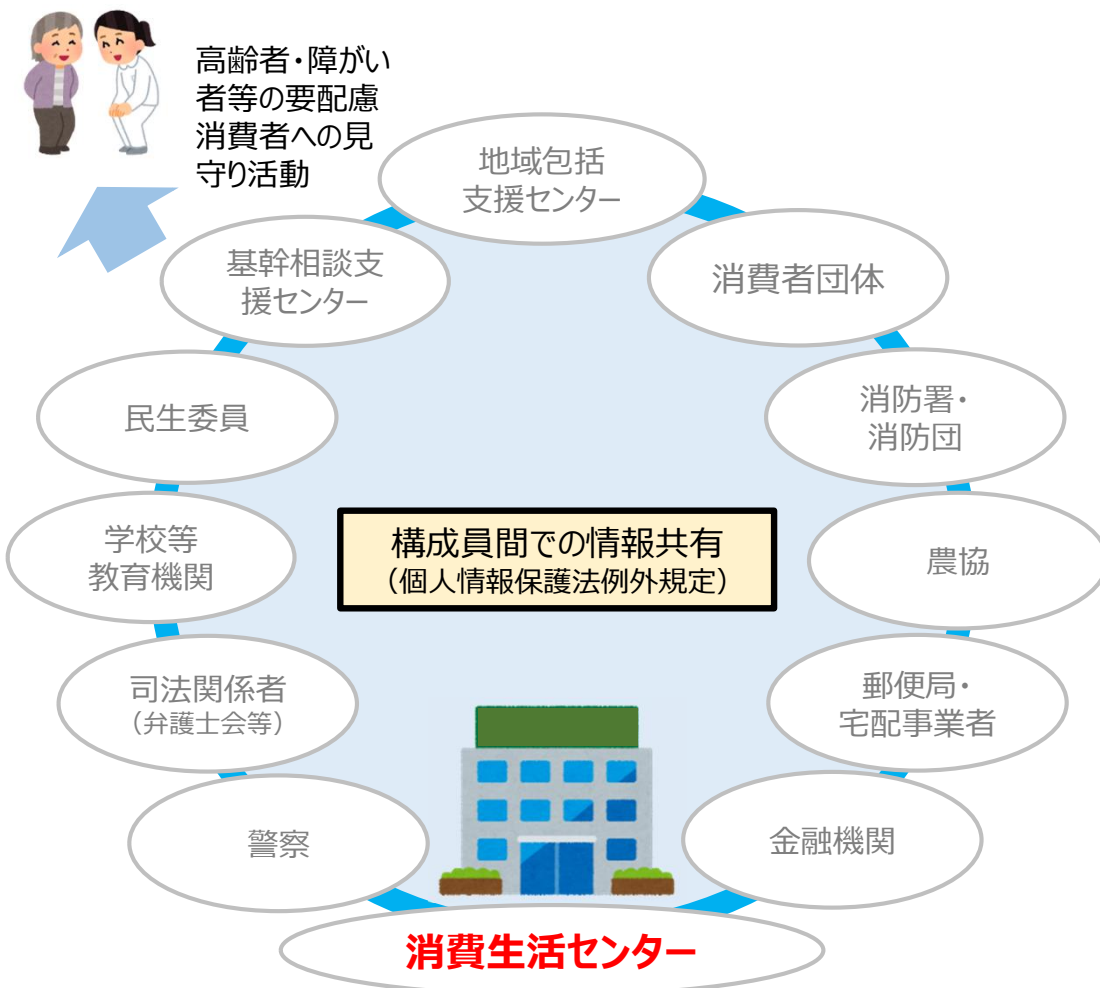 高齢者・障がい
者等の要配慮
消費者への見
守り活動
地域包括
支援センター
基幹相談支
援センター
消費者団体
民生委員
消防署・
消防団
学校等
教育機関
構成員間での情報共有
（個人情報保護法例外規定）
農協
司法関係者
（弁護士会等）
郵便局・
宅配事業者
警察
金融機関
消費生活センター